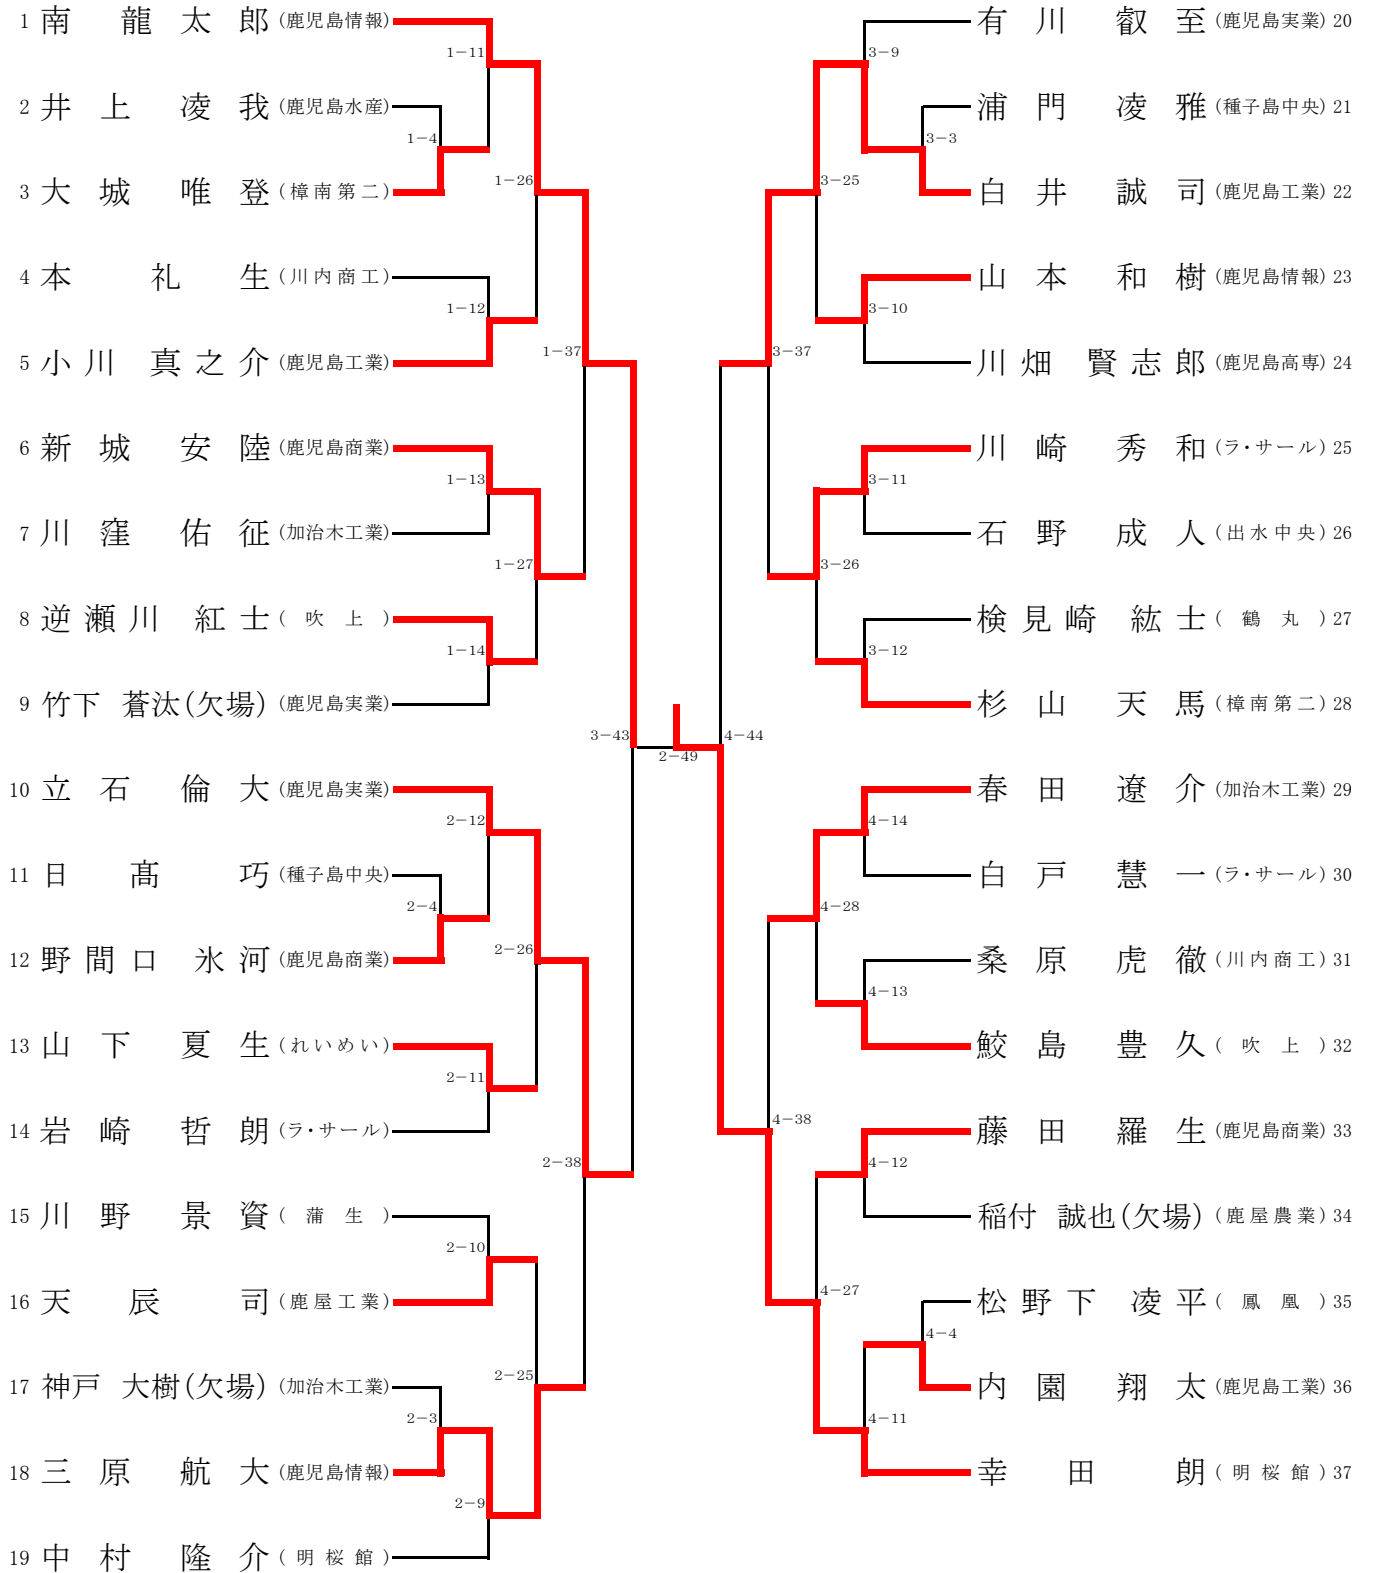 1 南 龍太郎 (鹿児島情報)
2 井上 凌我 (鹿児島水産)
3 大城 唯登 (樟南第二)
4 本 礼生 (川内商工)
5 小川 真之介 (鹿児島工業)
6 新城 安陸 (鹿児島商業)
7 川窪 佑征 (加治木工業)
8 逆瀬川 紅士 (吹上)
9 竹下 蒼汰(欠場) (鹿児島実業)
10 立石 倫大 (鹿児島実業)
11 日髙 巧 (種子島中央)
12 野間口 氷河 (鹿児島商業)
13 山下 夏生 (れいめい)
14 岩崎 哲朗 (ラ・サール)
15 川野 景資 (蒲生)
16 天辰 司 (鹿屋工業)
17 神戸 大樹(欠場) (加治木工業)
18 三原 航大 (鹿児島情報)
19 中村 隆介 (明桜館)
1-11
1-4
1-26
1-12
1-37
1-13
1-27
1-14
3-43
2-12
2-4
2-26
2-11
2-38
2-10
2-25
2-3
2-9
2-49
3-9
3-3
3-25
3-10
3-37
3-11
3-26
3-12
4-44
4-14
4-28
4-13
4-38
4-12
4-27
4-4
4-11
有川 叡至 (鹿児島実業) 20
浦門 凌雅 (種子島中央) 21
白井 誠司 (鹿児島工業) 22
山本 和樹 (鹿児島情報) 23
川畑 賢志郎 (鹿児島高専) 24
川崎 秀和 (ラ・サール) 25
石野 成人 (出水中央) 26
検見崎 紘士 (鶴丸) 27
杉山 天馬 (樟南第二) 28
春田 遼介 (加治木工業) 29
白戸 慧一 (ラ・サール) 30
桑原 虎徹 (川内商工) 31
鮫島 豊久 (吹上) 32
藤田 羅生 (鹿児島商業) 33
稲付 誠也(欠場) (鹿屋農業) 34
松野下 凌平 (鳳凰) 35
内園 翔太 (鹿児島工業) 36
幸田 朗 (明桜館) 37